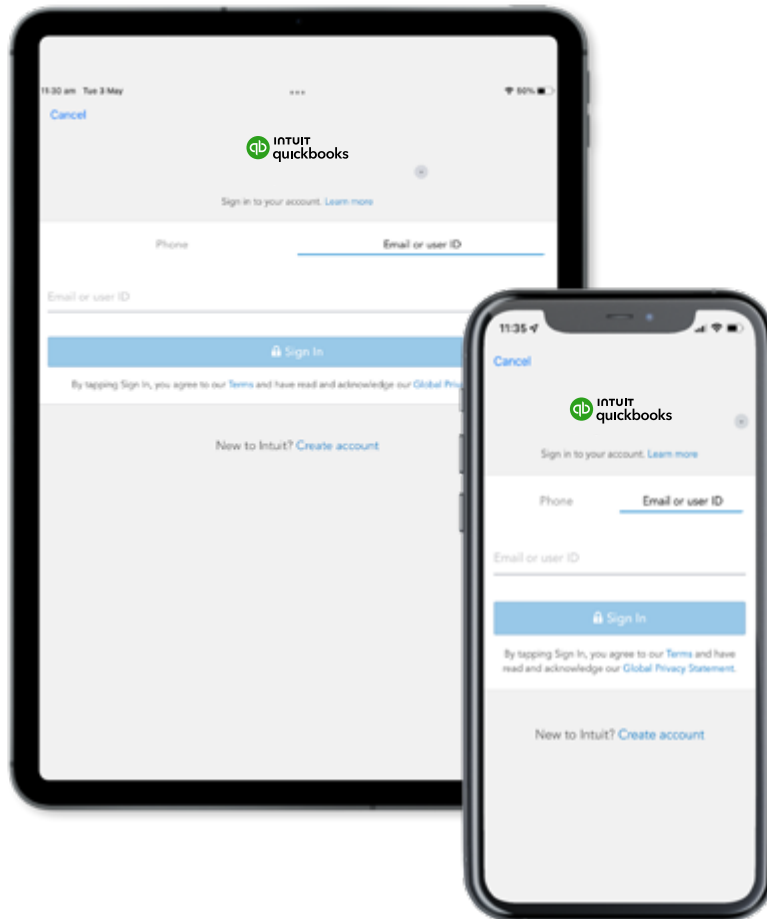 11:30 am Tue 3 May
50%
Cancel
INTUIT
quickbooks
Sign in to your account. Learn more
Phone Email or user ID
Email or user ID
Sign In
By tapping Sign In, you agree to our Terms and have read and acknowledge our Global
New to Intuit? Create account
11:35
Cancel
INTUIT
quickbooks
Sign in to your account. Learn more
Phone Email or user ID
Email or user ID
Sign In
By tapping Sign In, you agree to our Terms and have
read and acknowledge our Global Privacy Statement.
New to Intuit? Create account